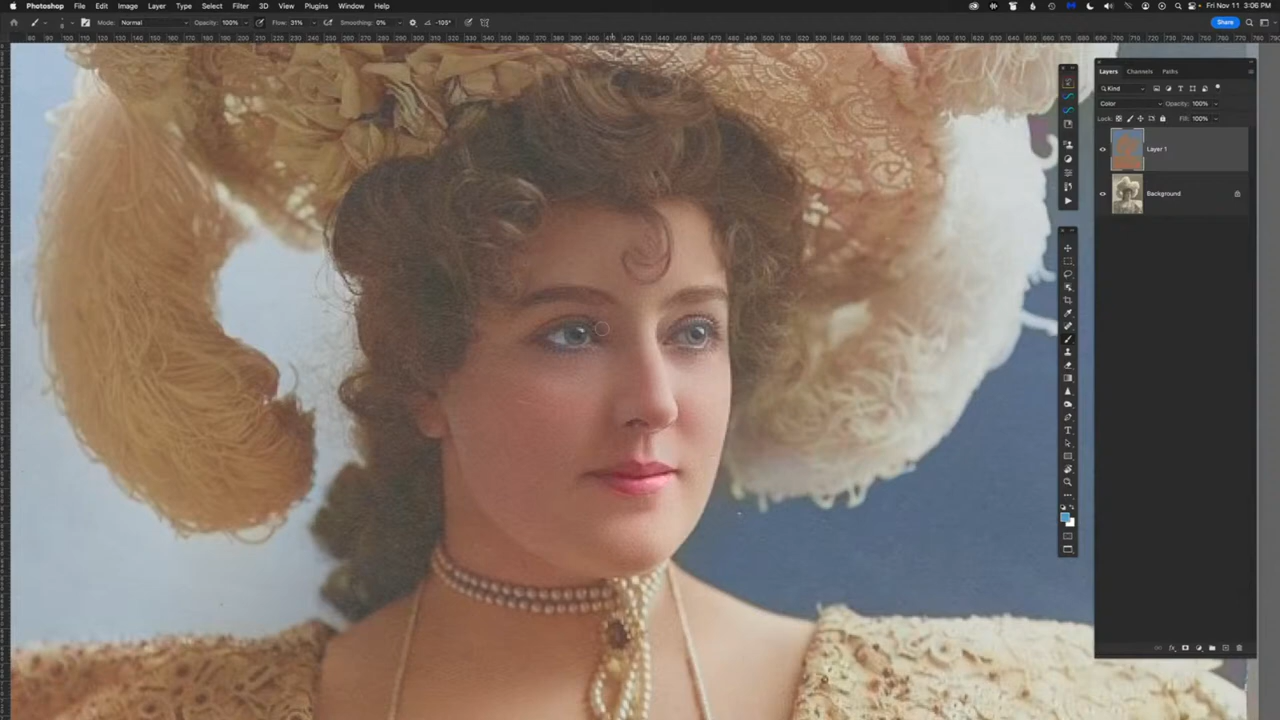 Photoshop File Edit Image Layer Type Select Filter 3D View Plugins Window Help Fri Nov 11 3:06 PM
Mode: Normal Opacity: 100% Flow: 31% Smoothing: 0% -105° Share
Layers Channels Paths
Kind
Color Opacity: 100%
Lock: Fill: 100%
Layer 1
Background